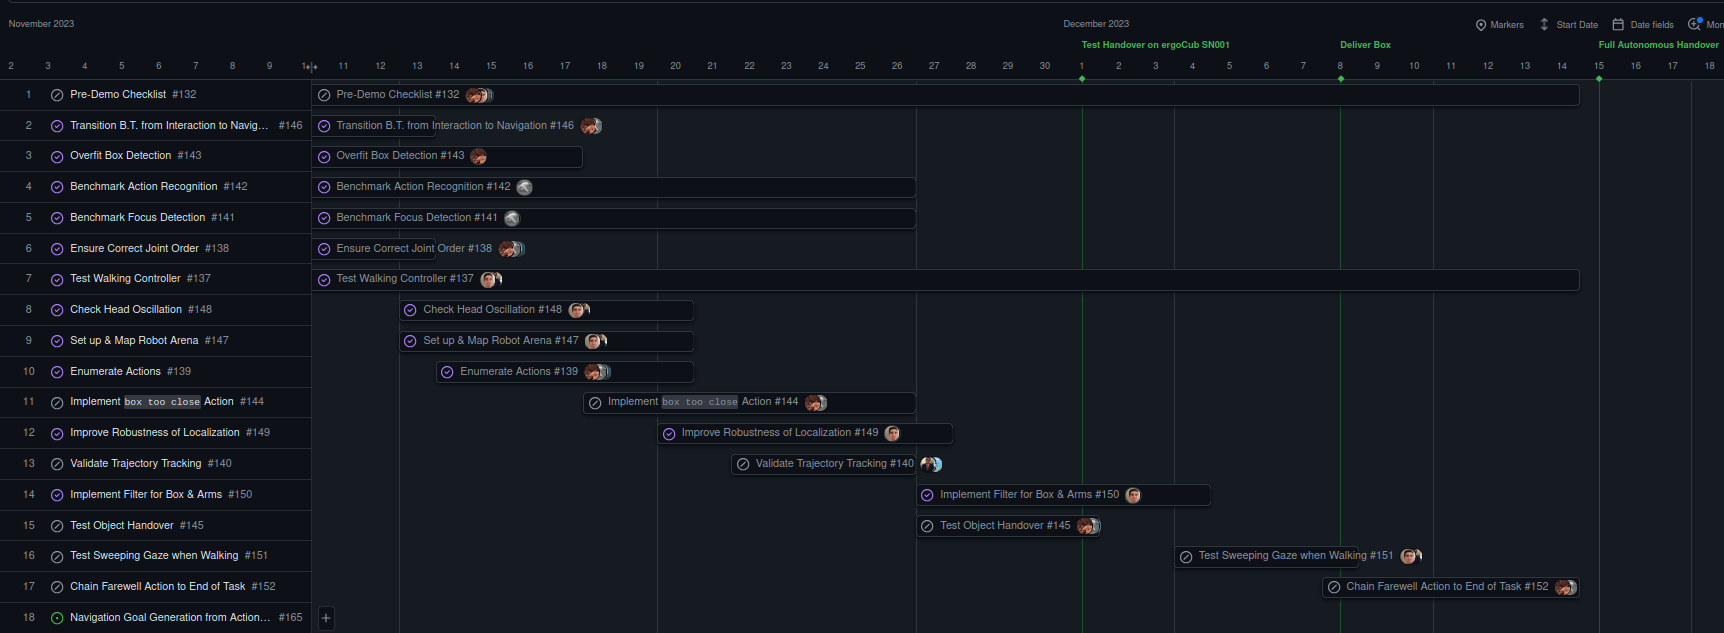 November 2023 December 2023 Markers Start Date Date fields Mon
Test Handover on ergoCub SN001 Deliver Box Full Autonomous Handover
2 3 4 5 6 7 8 9 11 12 13 14 15 16 17 18 19 20 21 22 23 24 25 26 27 28 29 30 1 2 3 4 5 6 7 8 9 10 11 12 13 14 15 16 17 18
1 Pre-Demo Checklist #132 Pre-Demo Checklist #132
2 Transition B.T. from Interaction to Navig... #146 Transition B.T. from Interaction to Navigation #146
3 Overfit Box Detection #143 Overfit Box Detection #143
4 Benchmark Action Recognition #142 Benchmark Action Recognition #142
5 Benchmark Focus Detection #141 Benchmark Focus Detection #141
6 Ensure Correct Joint Order #138 Ensure Correct Joint Order #138
7 Test Walking Controller #137 Test Walking Controller #137
8 Check Head Oscillation #148 Check Head Oscillation #148
9 Set up & Map Robot Arena #147 Set up & Map Robot Arena #147
10 Enumerate Actions #139 Enumerate Actions #139
11 Implement box too close Action #144 Implement box too close Action #144
12 Improve Robustness of Localization #149 Improve Robustness of Localization #149
13 Validate Trajectory Tracking #140 Validate Trajectory Tracking #140
14 Implement Filter for Box & Arms #150 Implement Filter for Box & Arms #150
15 Test Object Handover #145 Test Object Handover #145
16 Test Sweeping Gaze when Walking #151 Test Sweeping Gaze when Walking #151
17 Chain Farewell Action to End of Task #152 Chain Farewell Action to End of Task #152
18 Navigation Goal Generation from Action... #165